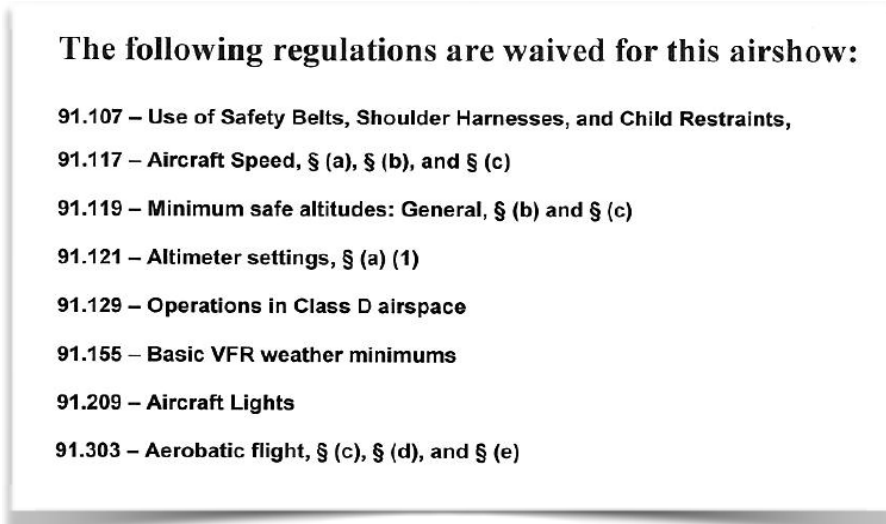 The following regulations are waived for this airshow:
91.107 – Use of Safety Belts, Shoulder Harnesses, and Child Restraints,
91.117 – Aircraft Speed, § (a), § (b), and § (c)
91.119 – Minimum safe altitudes: General, § (b) and § (c)
91.121 – Altimeter settings, § (a) (1)
91.129 – Operations in Class D airspace
91.155 – Basic VFR weather minimums
91.209 – Aircraft Lights
91.303 – Aerobatic flight, § (c), § (d), and § (e)